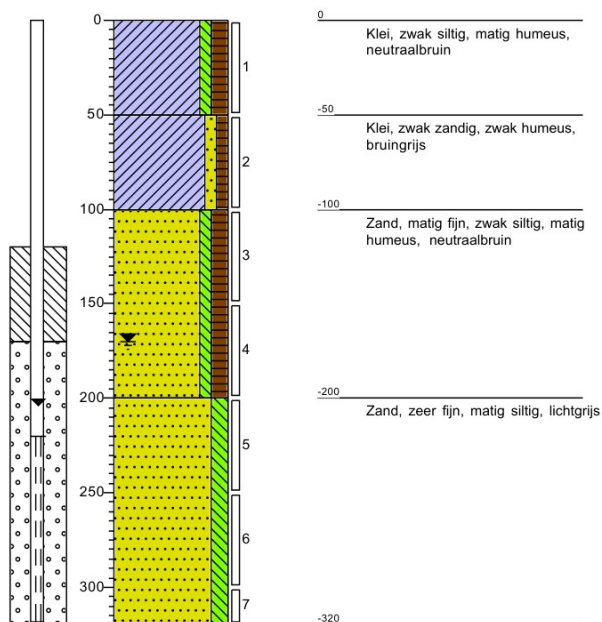 0
50
100
150
200
250
300
1
2
3
4
5
6
7
0
Klei, zwak siltig, matig humeus,
neutraalbruin
-50
Klei, zwak zandig, zwak humeus,
bruingrijs
-100
Zand, matig fijn, zwak siltig, matig
humeus, neutraalbruin
-200
Zand, zeer fijn, matig siltig, lichtgrijs
-320